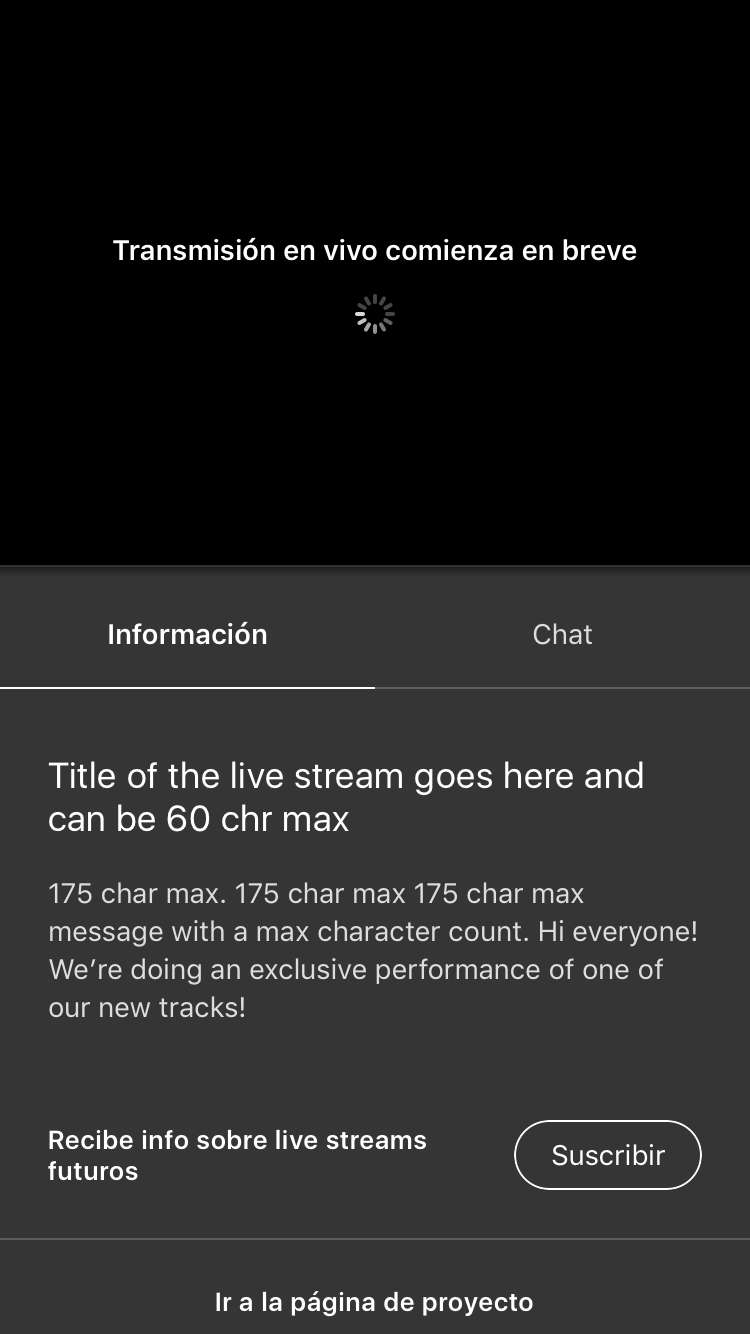 Transmisión en vivo comienza en breve
Información
Chat
Title of the live stream goes here and
can be 60 chr max
175 char max. 175 char max 175 char max
message with a max character count. Hi everyone!
We’re doing an exclusive performance of one of
our new tracks!
Recibe info sobre live streams
futuros
Suscribir
Ir a la página de proyecto